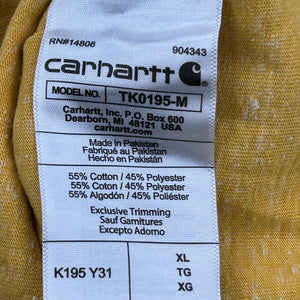 RN#14806
904343
carhartt
MODEL NO. TK0195-M
Carhartt, Inc. P.O. Box 600
Dearborn, MI 48121 USA
carhartt.com
Made in Pakistan
Fabriqué au Pakistan
Hecho en Pakistán
55% Cotton / 45% Polyester
55% Coton / 45% Polyester
55% Algodón / 45% Poliéster
Exclusive Trimming
Sauf Garnitures
Excepto Adorno
K195 Y31
XL
TG
XG